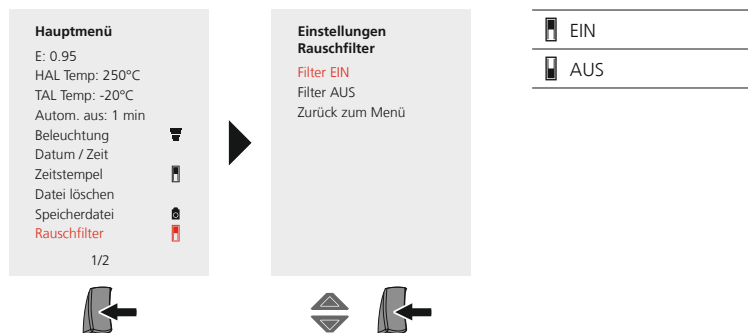 Hauptmenü
E: 0.95
HAL Temp: 250°C
TAL Temp: -20°C
Autom. aus: 1 min
Beleuchtung
Datum / Zeit
Zeitstempel
Datei löschen
Speicherdatei
Rauschfilter
1/2
Einstellungen
Rauschfilter
Filter EIN
Filter AUS
Zurück zum Menü
EIN
AUS